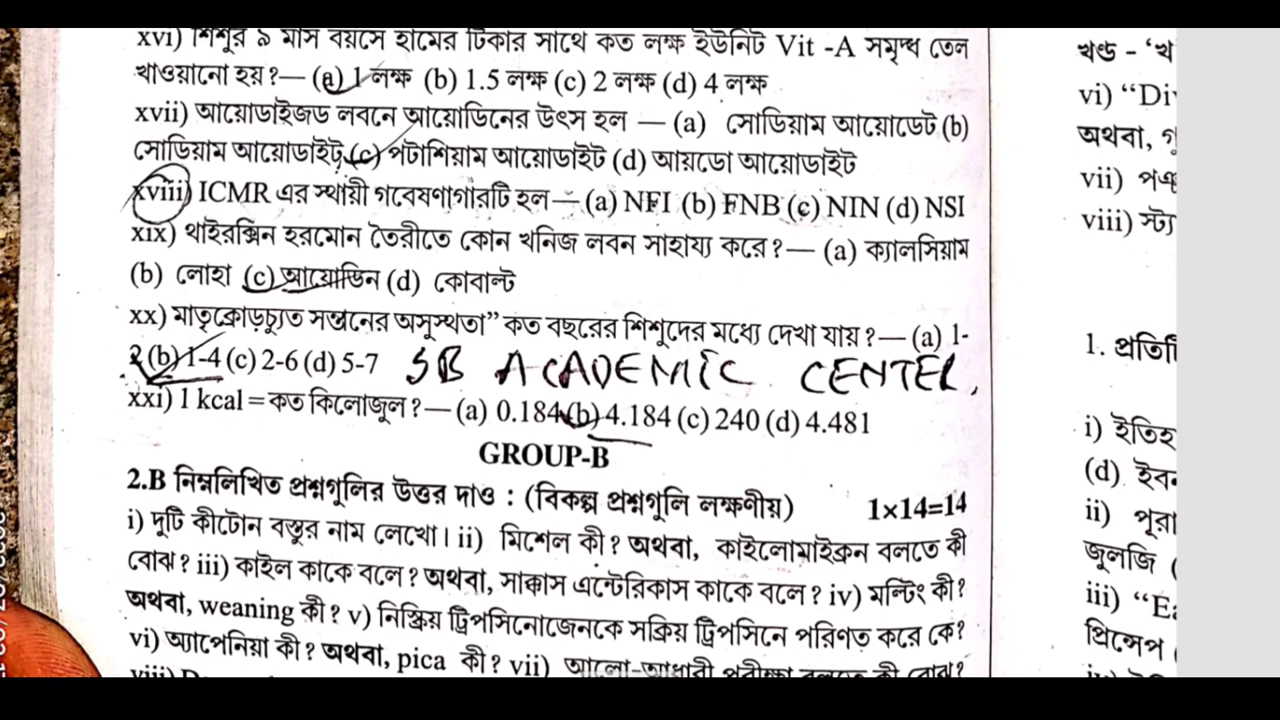 xvi) শিশুর ৯ মাস বয়সে হামের টিকার সাথে কত লক্ষ ইউনিট Vit -A সমৃদ্ধ তেল
খাওয়ানো হয়?— (a) 1 লক্ষ (b) 1.5 লক্ষ (c) 2 লক্ষ (d) 4 লক্ষ
xvii) আয়োডাইজড লবনে আয়োডিনের উৎস হল — (a) সোডিয়াম আয়োডেট (b)
সোডিয়াম আয়োডাইট (c) পটাশিয়াম আয়োডাইট (d) আয়ডো আয়োডাইট
xviii) ICMR এর স্থায়ী গবেষণাগারটি হল— (a) NFI (b) FNB (c) NIN (d) NSI
xix) থাইরক্সিন হরমোন তৈরীতে কোন খনিজ লবন সাহায্য করে?— (a) ক্যালসিয়াম
(b) লোহা (c) আয়োডিন (d) কোবাল্ট
xx) মাতৃক্রোড়চ্যুত সন্তানের অসুস্থতা” কত বছরের শিশুদের মধ্যে দেখা যায়?— (a) 1-
2 (b) 1-4 (c) 2-6 (d) 5-7 SB ACADEMIC CENTER,
xxi) 1 kcal = কত কিলোজুল?— (a) 0.184 (b) 4.184 (c) 240 (d) 4.481
GROUP-B
2.B নিম্নলিখিত প্রশ্নগুলির উত্তর দাও : (বিকল্প প্রশ্নগুলি লক্ষণীয়) 1×14=14
i) দুটি কীটোন বস্তুর নাম লেখো। ii) মিশেল কী? অথবা, কাইলোমাইক্রন বলতে কী
বোঝ? iii) কাইল কাকে বলে? অথবা, সাক্কাস এন্টেরিকাস কাকে বলে? iv) মল্টিং কী?
অথবা, weaning কী? v) নিস্ক্রিয় ট্রিপসিনোজেনকে সক্রিয় ট্রিপসিনে পরিণত করে কে?
vi) অ্যাপেনিয়া কী? অথবা, pica কী? vii) আলো-আধারী পরীক্ষা বলতে কী বোঝ?
viii)
খণ্ড - ‘খ
vi) “Di
অথবা,
vii)
viii)
1.
i)
(d)
ii)
জুলজি (
iii) “E
প্রিন্সেপ